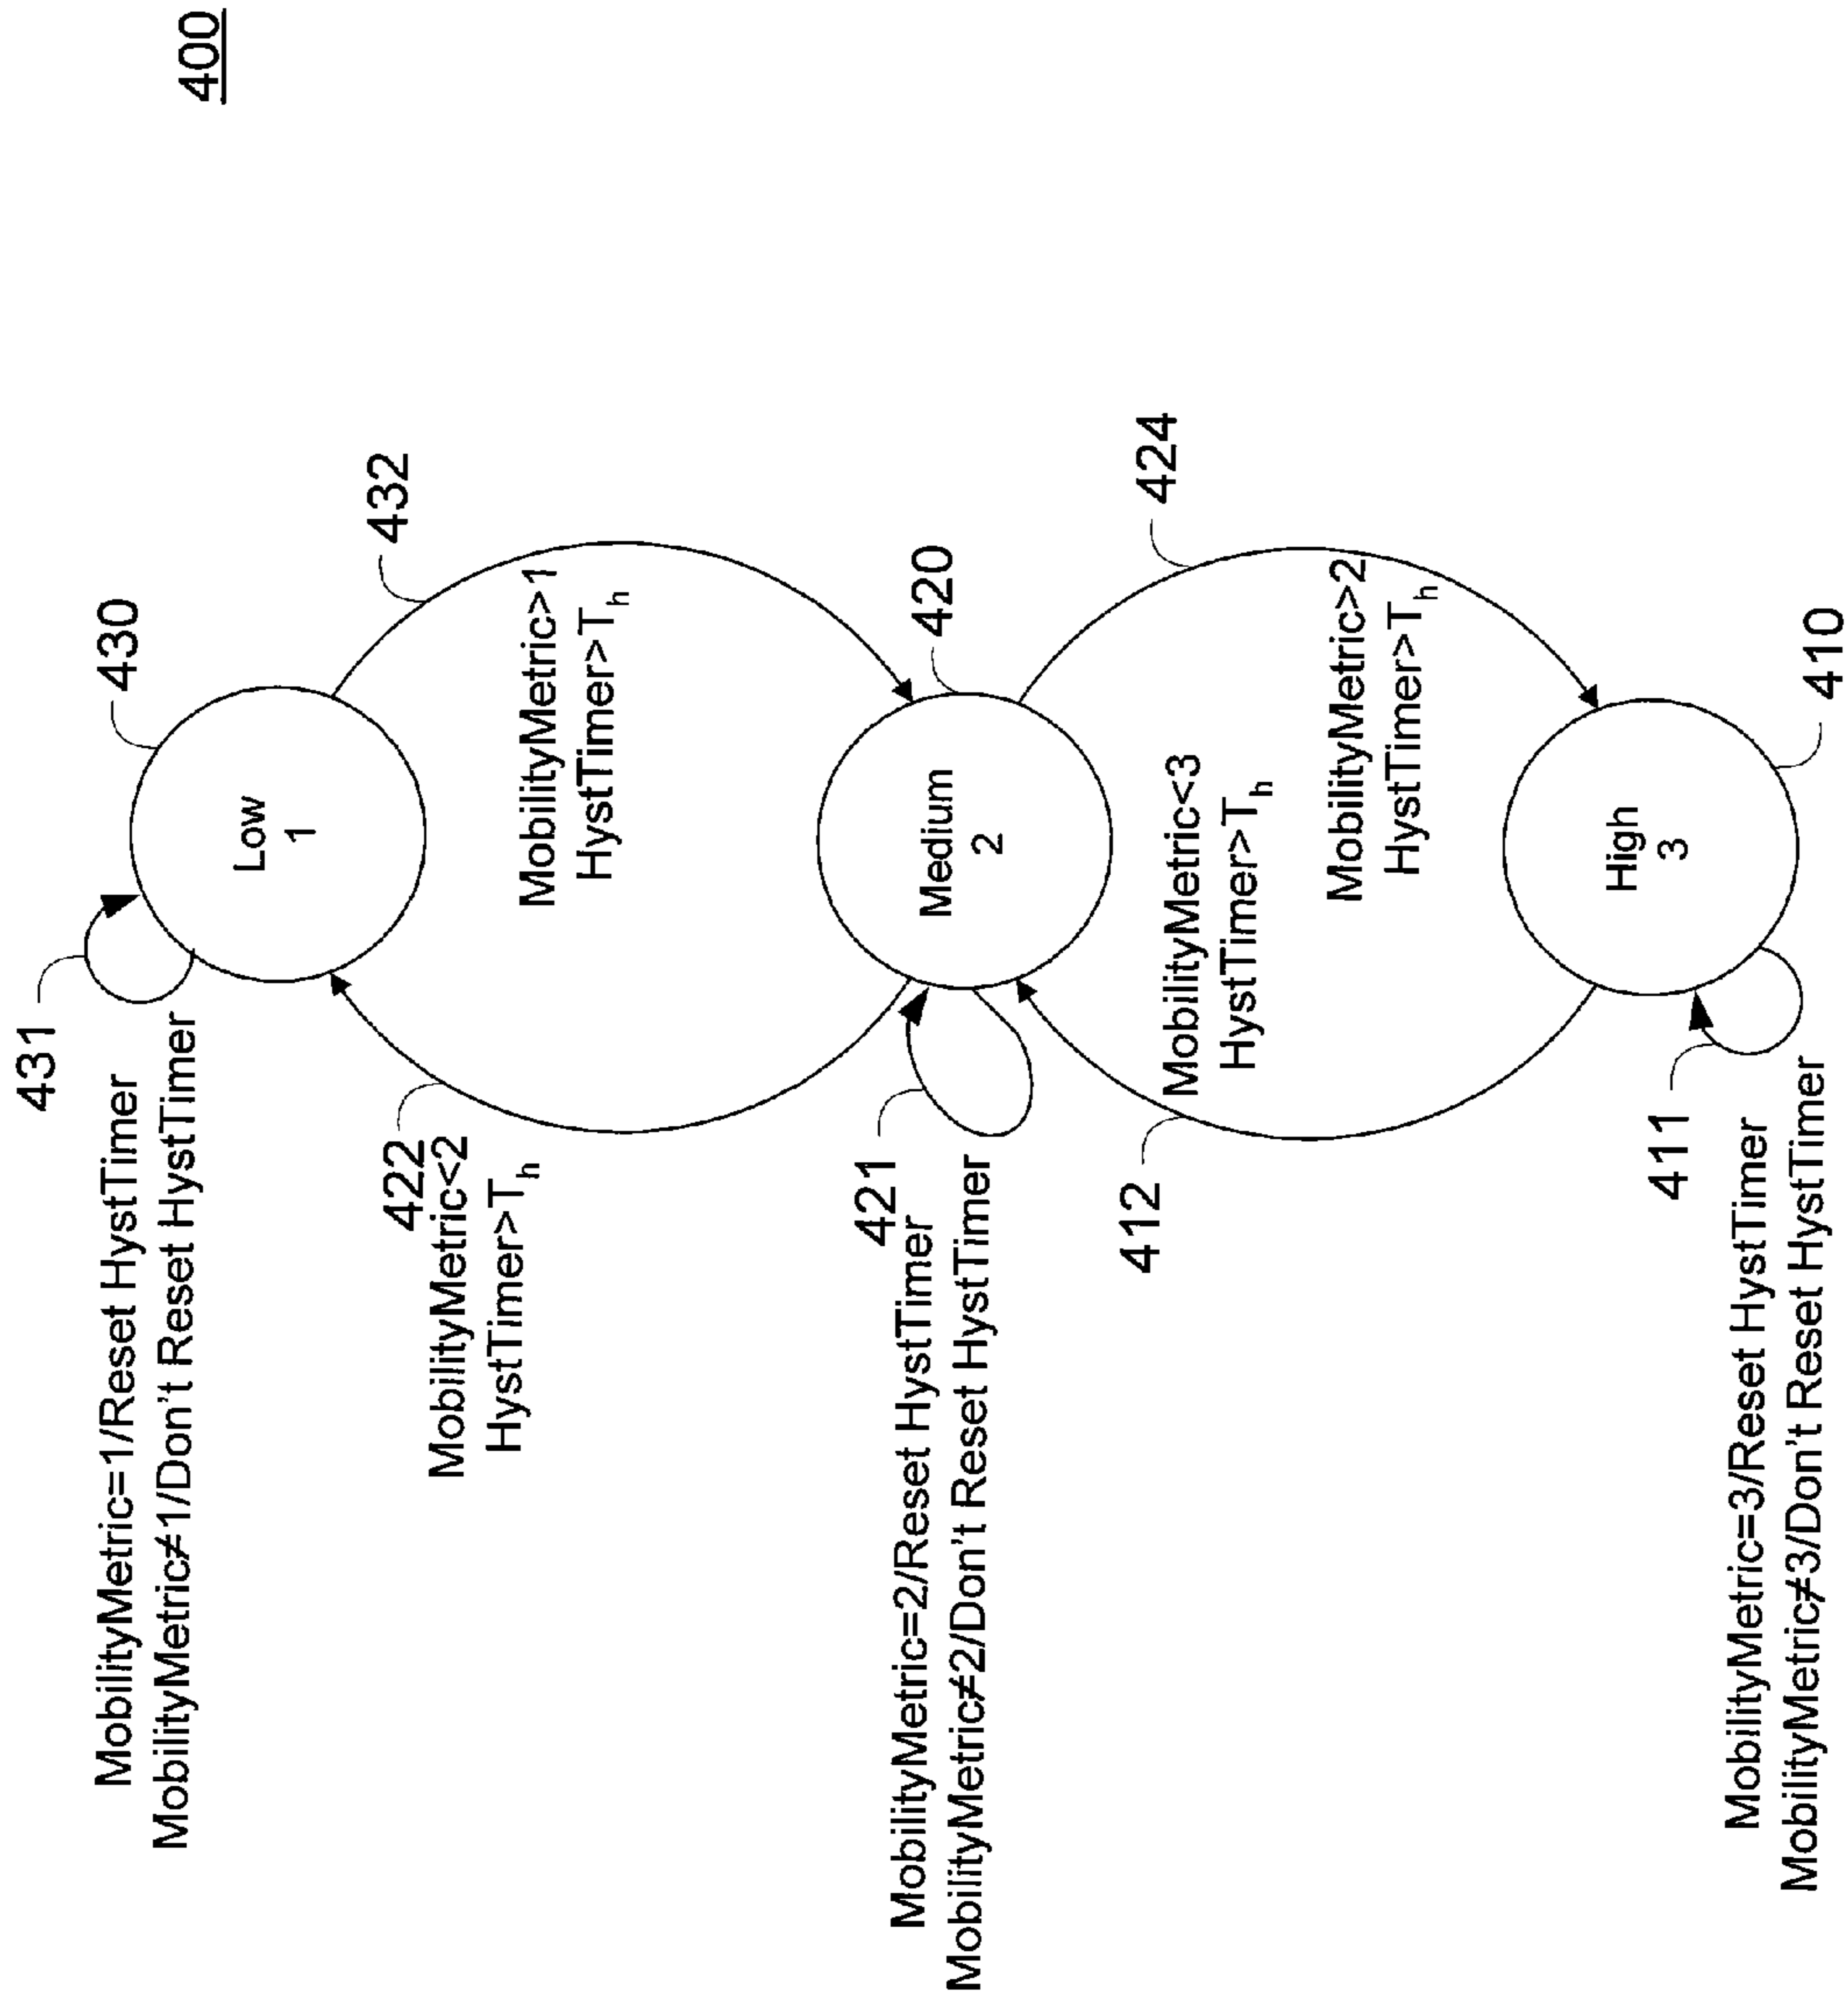 400
431
430
MobilityMetric=1/Reset HystTimer
MobilityMetric≠1/Don't Reset HystTimer
Low
1
422
MobilityMetric<2
HystTimer>Th
432
MobilityMetric>1
HystTimer>Th
421
MobilityMetric=2/Reset HystTimer
MobilityMetric≠2/Don't Reset HystTimer
Medium
2
420
412
MobilityMetric<3
HystTimer>Th
424
MobilityMetric>2
HystTimer>Th
411
MobilityMetric=3/Reset HystTimer
MobilityMetric≠3/Don't Reset HystTimer
High
3
410